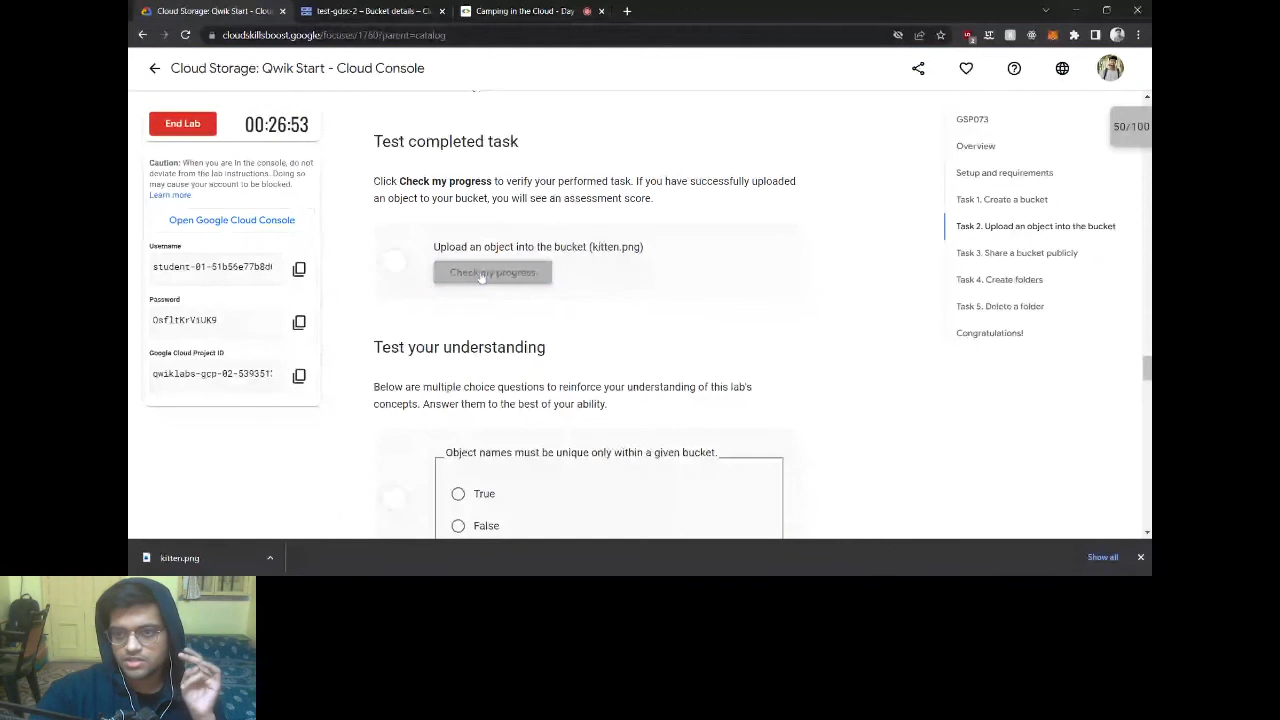 Cloud Storage: Qwik Start - Clou
test-gdsc-2 – Bucket details – Cl
Camping in the Cloud - Day
cloudskillsboost.google/focuses/1760?parent=catalog
Cloud Storage: Qwik Start - Cloud Console
End Lab
00:26:53
Caution: When you are in the console, do not
deviate from the lab instructions. Doing so
may cause your account to be blocked.
Learn more.
Open Google Cloud Console
Username
student-01-51b56e77b8d
Password
OsfltKrViUK9
Google Cloud Project ID
qwiklabs-gcp-02-539351
Test completed task
Click Check my progress to verify your performed task. If you have successfully uploaded
an object to your bucket, you will see an assessment score.
Upload an object into the bucket (kitten.png)
Check my progress
Test your understanding
Below are multiple choice questions to reinforce your understanding of this lab's
concepts. Answer them to the best of your ability.
Object names must be unique only within a given bucket.
True
False
GSP073
Overview
Setup and requirements
Task 1. Create a bucket
Task 2. Upload an object into the bucket
Task 3. Share a bucket publicly
Task 4. Create folders
Task 5. Delete a folder
Congratulations!
50/100
kitten.png
Show all